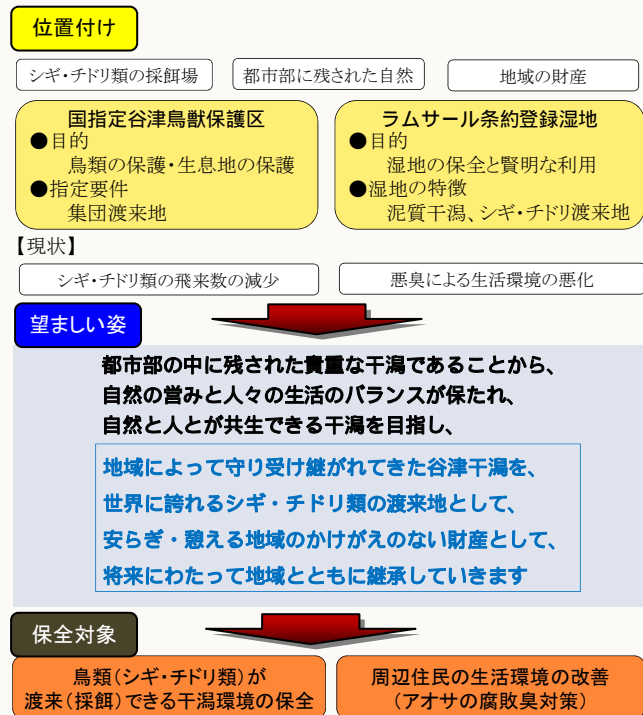 位置付け
シギ・チドリ類の採餌場
都市部に残された自然
地域の財産
国指定谷津鳥獣保護区
●目的
鳥類の保護・生息地の保護
●指定要件
集団渡来地
ラムサール条約登録湿地
●目的
湿地の保全と賢明な利用
●湿地の特徴
泥質干潟、シギ・チドリ渡来地
【現状】
シギ・チドリ類の飛来数の減少
悪臭による生活環境の悪化
望ましい姿
都市部の中に残された貴重な干潟であることから、
自然の営みと人々の生活のバランスが保たれ、
自然と人とが共生できる干潟を目指し、
地域によって守り受け継がれてきた谷津干潟を、
世界に誇れるシギ・チドリ類の渡来地として、
安らぎ・憩える地域のかけがえのない財産として、
将来にわたって地域とともに継承していきます
保全対象
鳥類(シギ・チドリ類)が
渡来(採餌)できる干潟環境の保全
周辺住民の生活環境の改善
(アオサの腐敗臭対策)